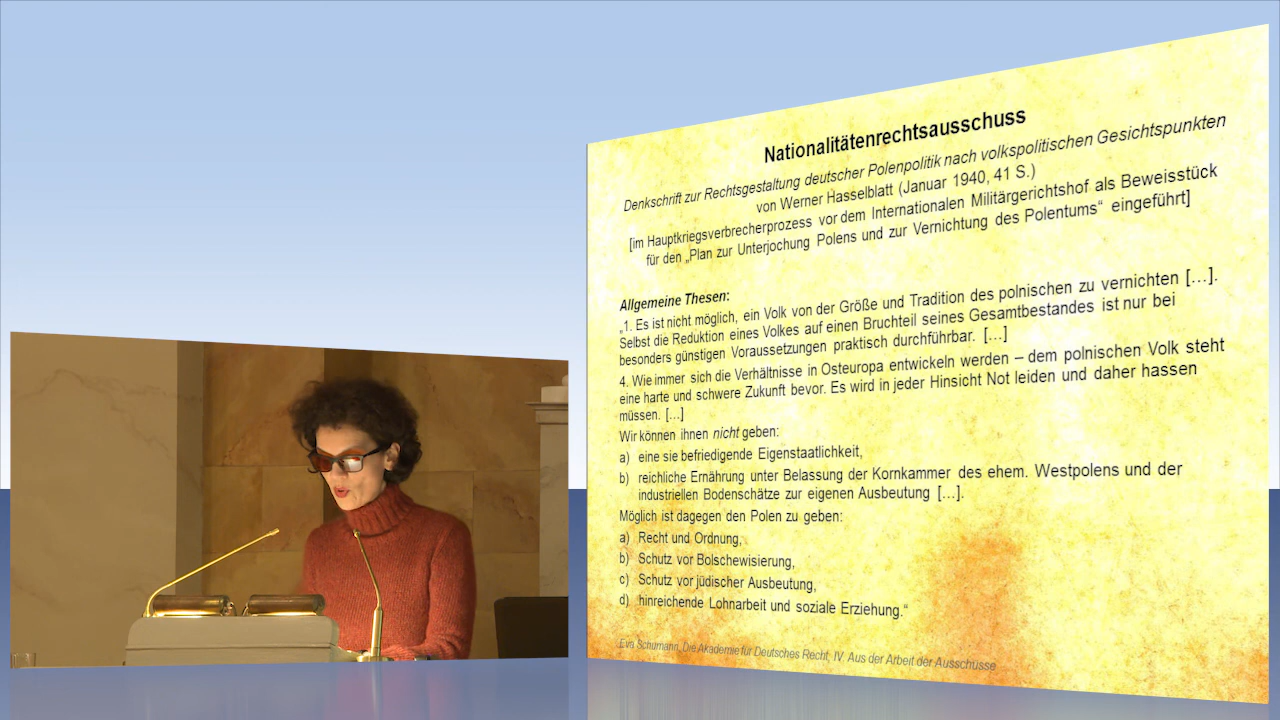 Nationalitätenrechtsausschuss
Denkschrift zur Rechtsgestaltung deutscher Polenpolitik nach volkspolitischen Gesichtspunkten
von Werner Hasselblatt (Januar 1940, 41 S.)
[im Hauptkriegsverbrecherprozess vor dem Internationalen Militärgerichtshof als Beweisstück
für den „Plan zur Unterjochung Polens und zur Vernichtung des Polentums“ eingeführt]
Allgemeine Thesen:
„1. Es ist nicht möglich, ein Volk von der Größe und Tradition des polnischen zu vernichten […].
Selbst die Reduktion eines Volkes auf einen Bruchteil seines Gesamtbestandes ist nur bei
besonders günstigen Voraussetzungen praktisch durchführbar. […]
4. Wie immer sich die Verhältnisse in Osteuropa entwickeln werden – dem polnischen Volk steht
eine harte und schwere Zukunft bevor. Es wird in jeder Hinsicht Not leiden und daher hassen
müssen. […]
Wir können ihnen nicht geben:
a) eine sie befriedigende Eigenstaatlichkeit,
b) reichliche Ernährung unter Belassung der Kornkammer des ehem. Westpolens und der
industriellen Bodenschätze zur eigenen Ausbeutung […].
Möglich ist dagegen den Polen zu geben:
a) Recht und Ordnung,
b) Schutz vor Bolschewisierung,
c) Schutz vor jüdischer Ausbeutung,
d) hinreichende Lohnarbeit und soziale Erziehung.“
Eva Schumann, Die Akademie für Deutsches Recht, IV. Aus der Arbeit der Ausschüsse